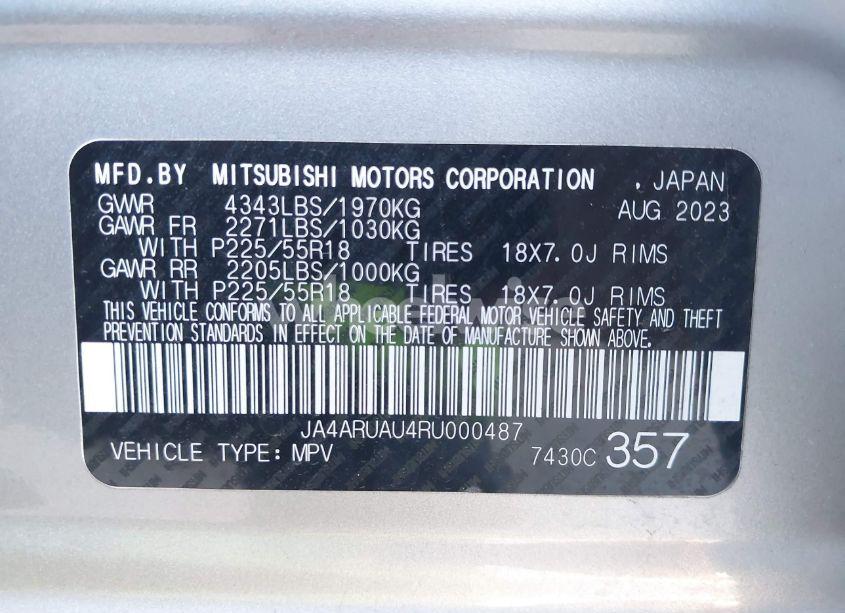 MFD.BY MITSUBISHI MOTORS CORPORATION , JAPAN
GVWR 4343LBS/1970KG AUG 2023
GAWR FR 2271LBS/1030KG
WITH P225/55R18 TIRES 18X7.0J RIMS
GAWR RR 2205LBS/1000KG
WITH P225/55R18 TIRES 18X7.0J RIMS
THIS VEHICLE CONFORMS TO ALL APPLICABLE FEDERAL MOTOR VEHICLE SAFETY AND THEFT
PREVENTION STANDARDS IN EFFECT ON THE DATE OF MANUFACTURE SHOWN ABOVE.
JA4ARUAU4RU000487
VEHICLE TYPE: MPV 7430C 357